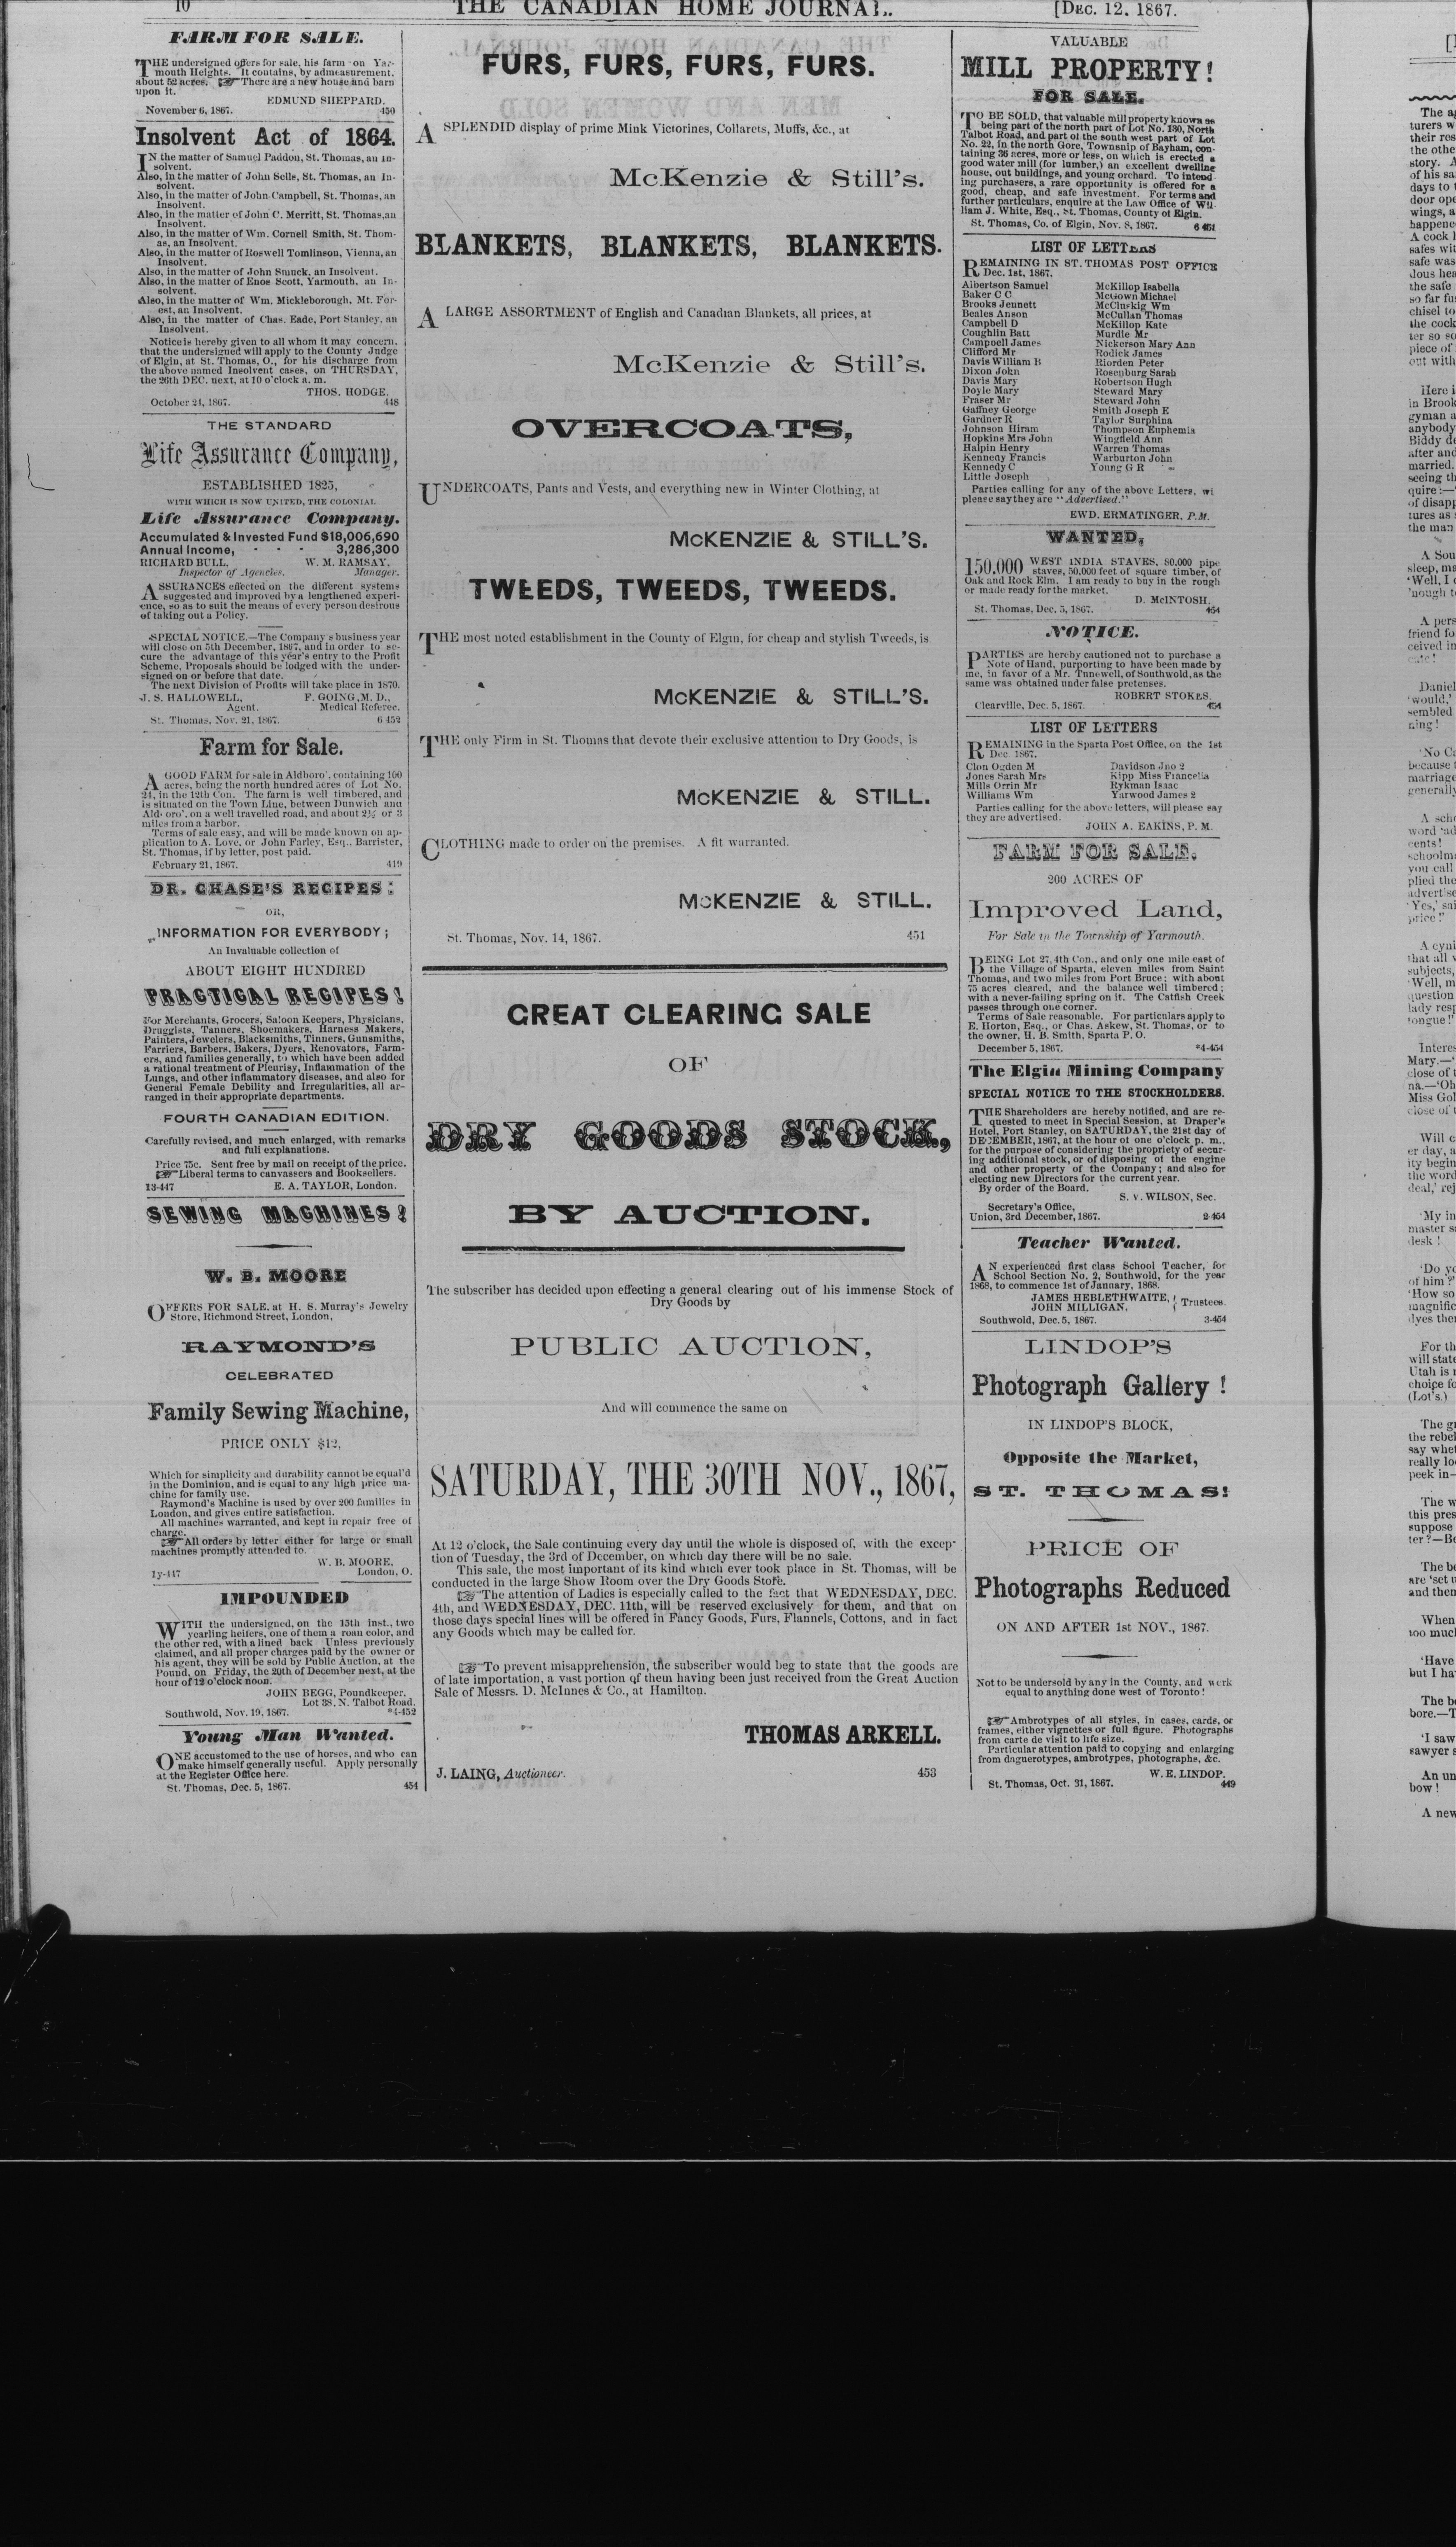 10
THE CANADIAN HOME JOURNAL.
[DEC. 12, 1867.
FARM FOR SALE.
THE undersigned offers for sale, his farm on Yar-
mouth Heights. It contains, by admeasurement,
about 52 acres. There are a new house and barn
upon it.
EDMUND SHEPPARD.
November 6, 1867. 450
Insolvent Act of 1864.
IN the matter of Samuel Paddon, St. Thomas, an In-
solvent.
Also, in the matter of John Sells, St. Thomas, an In-
solvent.
Also, in the matter of John Campbell, St. Thomas, an
Insolvent.
Also, in the matter of John C. Merritt, St. Thomas, an
Insolvent.
Also, in the matter of Wm. Cornell Smith, St. Thom-
as, an Insolvent.
Also, in the matter of Roswell Tomlinson, Vienna, an
Insolvent.
Also, in the matter of John Smuck, an Insolvent.
Also, in the matter of Enos Scott, Yarmouth, an In-
solvent.
Also, in the matter of Wm. Mickleborough, Mt. For-
est, an Insolvent.
Also, in the matter of Chas. Eade, Port Stanley, an
Insolvent.
Notice is hereby given to all whom it may concern,
that the undersigned will apply to the County Judge
of Elgin, at St. Thomas, O., for his discharge from
the above named Insolvent cases, on THURSDAY,
the 26th DEC. next, at 10 o'clock a. m.
THOS. HODGE.
October 24, 1867. 448
THE STANDARD
Life Assurance Company,
ESTABLISHED 1825,
WITH WHICH IS NOW UNITED, THE COLONIAL
Life Assurance Company.
Accumulated & Invested Fund $18,006,690
Annual Income, - - - 3,286,300
RICHARD BULL, W. M. RAMSAY,
Inspector of Agencies. Manager.
ASSURANCES effected on the different systems
suggested and improved by a lengthened experi-
ence, so as to suit the means of every person desirous
of taking out a Policy.
SPECIAL NOTICE.—The Company's business year
will close on 5th December, 1867, and in order to se-
cure the advantage of this year's entry to the Profit
Scheme, Proposals should be lodged with the under-
signed on or before that date.
The next Division of Profits will take place in 1870.
J. S. HALLOWELL, F. GOING, M. D.,
Agent. Medical Referee.
St. Thomas, Nov. 21, 1867. 6 452
Farm for Sale.
A GOOD FARM for sale in Aldboro', containing 100
acres, being the north hundred acres of Lot No.
24, in the 12th Con. The farm is well timbered, and
is situated on the Town Line, between Dunwich and
Aldboro', on a well travelled road, and about 2½ or 3
miles from a harbor.
Terms of sale easy, and will be made known on ap-
plication to A. Love, or John Farley, Esq., Barrister,
St. Thomas, if by letter, post paid.
February 21, 1867. 419
DR. CHASE'S RECIPES:
OR,
INFORMATION FOR EVERYBODY;
An Invaluable collection of
ABOUT EIGHT HUNDRED
PRACTICAL RECIPES!
For Merchants, Grocers, Saloon Keepers, Physicians,
Druggists, Tanners, Shoemakers, Harness Makers,
Painters, Jewelers, Blacksmiths, Tinners, Gunsmiths,
Farriers, Barbers, Bakers, Dyers, Renovators, Farm-
ers, and families generally, to which have been added
a rational treatment of Pleurisy, Inflammation of the
Lungs, and other inflammatory diseases, and also for
General Female Debility and Irregularities, all ar-
ranged in their appropriate departments.
FOURTH CANADIAN EDITION.
Carefully revised, and much enlarged, with remarks
and full explanations.
Price 75c. Sent free by mail on receipt of the price.
Liberal terms to canvassers and Booksellers.
13-447 E. A. TAYLOR, London.
SEWING MACHINES!
W. B. MOORE
OFFERS FOR SALE, at H. S. Murray's Jewelry
Store, Richmond Street, London,
RAYMOND'S
CELEBRATED
Family Sewing Machine,
PRICE ONLY $12,
Which for simplicity and durability cannot be equal'd
in the Dominion, and is equal to any high price ma-
chine for family use.
Raymond's Machine is used by over 200 families in
London, and gives entire satisfaction.
All machines warranted, and kept in repair free of
charge.
All orders by letter either for large or small
machines promptly attended to.
W. B. MOORE,
1y-447 London, O.
IMPOUNDED
WITH the undersigned, on the 15th inst., two
yearling heifers, one of them a roan color, and
the other red, with a lined back Unless previously
claimed, and all proper charges paid by the owner or
his agent, they will be sold by Public Auction, at the
Pound, on Friday, the 20th of December next, at the
hour of 12 o'clock noon.
JOHN BEGG, Poundkeeper,
Lot 38, N. Talbot Road.
Southwold, Nov. 19, 1867. *4-452
Young Man Wanted.
ONE accustomed to the use of horses, and who can
make himself generally useful. Apply personally
at the Register Office here.
St. Thomas, Dec. 5, 1867. 454
FURS, FURS, FURS, FURS.
A SPLENDID display of prime Mink Victorines, Collarets, Muffs, &c., at
McKenzie & Still's.
BLANKETS, BLANKETS, BLANKETS.
A LARGE ASSORTMENT of English and Canadian Blankets, all prices, at
McKenzie & Still's.
OVERCOATS,
UNDERCOATS, Pants and Vests, and everything new in Winter Clothing, at
McKENZIE & STILL'S.
TWEEDS, TWEEDS, TWEEDS.
THE most noted establishment in the County of Elgin, for cheap and stylish Tweeds, is
McKENZIE & STILL'S.
THE only Firm in St. Thomas that devote their exclusive attention to Dry Goods, is
McKENZIE & STILL.
CLOTHING made to order on the premises. A fit warranted.
McKENZIE & STILL.
St. Thomas, Nov. 14, 1867. 451
GREAT CLEARING SALE
OF
DRY GOODS STOCK,
BY AUCTION.
The subscriber has decided upon effecting a general clearing out of his immense Stock of
Dry Goods by
PUBLIC AUCTION,
And will commence the same on
SATURDAY, THE 30TH NOV., 1867,
At 12 o'clock, the Sale continuing every day until the whole is disposed of, with the excep-
tion of Tuesday, the 3rd of December, on which day there will be no sale.
This sale, the most important of its kind which ever took place in St. Thomas, will be
conducted in the large Show Room over the Dry Goods Store.
The attention of Ladies is especially called to the fact that WEDNESDAY, DEC.
4th, and WEDNESDAY, DEC. 11th, will be reserved exclusively for them, and that on
those days special lines will be offered in Fancy Goods, Furs, Flannels, Cottons, and in fact
any Goods which may be called for.
To prevent misapprehension, the subscriber would beg to state that the goods are
of late importation, a vast portion of them having been just received from the Great Auction
Sale of Messrs. D. McInnes & Co., at Hamilton.
THOMAS ARKELL.
J. LAING, Auctioneer. 453
VALUABLE
MILL PROPERTY!
FOR SALE.
TO BE SOLD, that valuable mill property known as
being part of the north part of Lot No. 130, North
Talbot Road, and part of the south west part of Lot
No. 22, in the north Gore, Township of Bayham, con-
taining 36 acres, more or less, on which is erected a
good water mill (for lumber,) an excellent dwelling
house, out buildings, and young orchard. To intend-
ing purchasers, a rare opportunity is offered for a
good, cheap, and safe investment. For terms and
further particulars, enquire at the Law Office of Wil-
liam J. White, Esq., St. Thomas, County of Elgin.
St. Thomas, Co. of Elgin, Nov. 8, 1867. 6 451
LIST OF LETTERS
REMAINING IN ST. THOMAS POST OFFICE
Dec. 1st, 1867.
Albertson Samuel McKillop Isabella
Baker C C McGown Michael
Brooks Jennett McCluskig Wm
Beales Anson McCullan Thomas
Campbell D McKillop Kate
Coughlin Batt Murdie Mr
Campbell James Nickerson Mary Ann
Clifford Mr Rodick James
Davis William B Riorden Peter
Dixon John Rosenburg Sarah
Davis Mary Robertson Hugh
Doyle Mary Steward Mary
Fraser Mr Steward John
Gaffney George Smith Joseph E
Gardner R Taylor Surphina
Johnson Hiram Thompson Euphemia
Hopkins Mrs John Wingfield Ann
Halpin Henry Warren Thomas
Kennedy Francis Warburton John
Kennedy C Young G R
Little Joseph
Parties calling for any of the above Letters, wi
please say they are "Advertised."
EWD. ERMATINGER, P.M.
WANTED,
150,000 WEST INDIA STAVES, 80,000 pipe
staves, 50,000 feet of square timber, of
Oak and Rock Elm. I am ready to buy in the rough
or made ready for the market.
D. McINTOSH.
St. Thomas, Dec. 5, 1867. 454
NOTICE.
PARTIES are hereby cautioned not to purchase a
Note of Hand, purporting to have been made by
me, in favor of a Mr. Tunewell, of Southwold, as the
same was obtained under false pretenses.
ROBERT STOKES.
Clearville, Dec. 5, 1867. 454
LIST OF LETTERS
REMAINING in the Sparta Post Office, on the 1st
Dec 1867.
Clon Ogden M Davidson Jno 2
Jones Sarah Mrs Kipp Miss Francella
Mills Orrin Mr Rykman Isaac
Williams Wm Yarwood James 2
Parties calling for the above letters, will please say
they are advertised.
JOHN A. EAKINS, P. M.
FARM FOR SALE.
200 ACRES OF
Improved Land,
For Sale in the Township of Yarmouth.
BEING Lot 27, 4th Con., and only one mile east of
the Village of Sparta, eleven miles from Saint
Thomas, and two miles from Port Bruce; with about
75 acres cleared, and the balance well timbered;
with a never-failing spring on it. The Catfish Creek
passes through one corner.
Terms of Sale reasonable. For particulars apply to
E. Horton, Esq., or Chas. Askew, St. Thomas, or to
the owner, H. B. Smith, Sparta P. O.
December 5, 1867. *4-454
The Elgin Mining Company
SPECIAL NOTICE TO THE STOCKHOLDERS.
THE Shareholders are hereby notified, and are re-
quested to meet in Special Session, at Draper's
Hotel, Port Stanley, on SATURDAY, the 21st day of
DECEMBER, 1867, at the hour of one o'clock p. m.,
for the purpose of considering the propriety of secur-
ing additional stock, or of disposing of the engine
and other property of the Company; and also for
electing new Directors for the current year.
By order of the Board.
S. V. WILSON, Sec.
Secretary's Office,
Union, 3rd December, 1867. 2-454
Teacher Wanted.
AN experienced first class School Teacher, for
School Section No. 2, Southwold, for the year
1868, to commence 1st of January, 1868.
JAMES HEBLETHWAITE,
JOHN MILLIGAN, Trustees.
Southwold, Dec. 5, 1867. 3-454
LINDOP'S
Photograph Gallery!
IN LINDOP'S BLOCK,
Opposite the Market,
ST. THOMAS!
PRICE OF
Photographs Reduced
ON AND AFTER 1st NOV., 1867.
Not to be undersold by any in the County, and work
equal to anything done west of Toronto!
Ambrotypes of all styles, in cases, cards, or
frames, either vignettes or full figure. Photographs
from carte de visit to life size.
Particular attention paid to copying and enlarging
from daguerotypes, ambrotypes, photographs, &c.
W. E. LINDOP.
St. Thomas, Oct. 31, 1867. 449